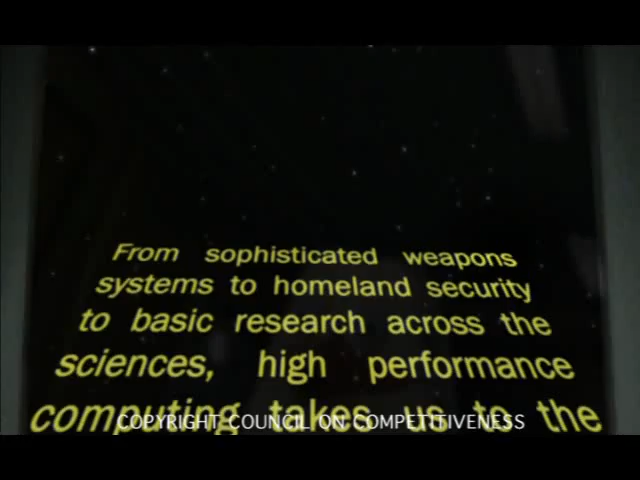 From sophisticated weapons
systems to homeland security
to basic research across the
sciences, high performance
computing takes us to the
COPYRIGHT COUNCIL ON COMPETITIVENESS